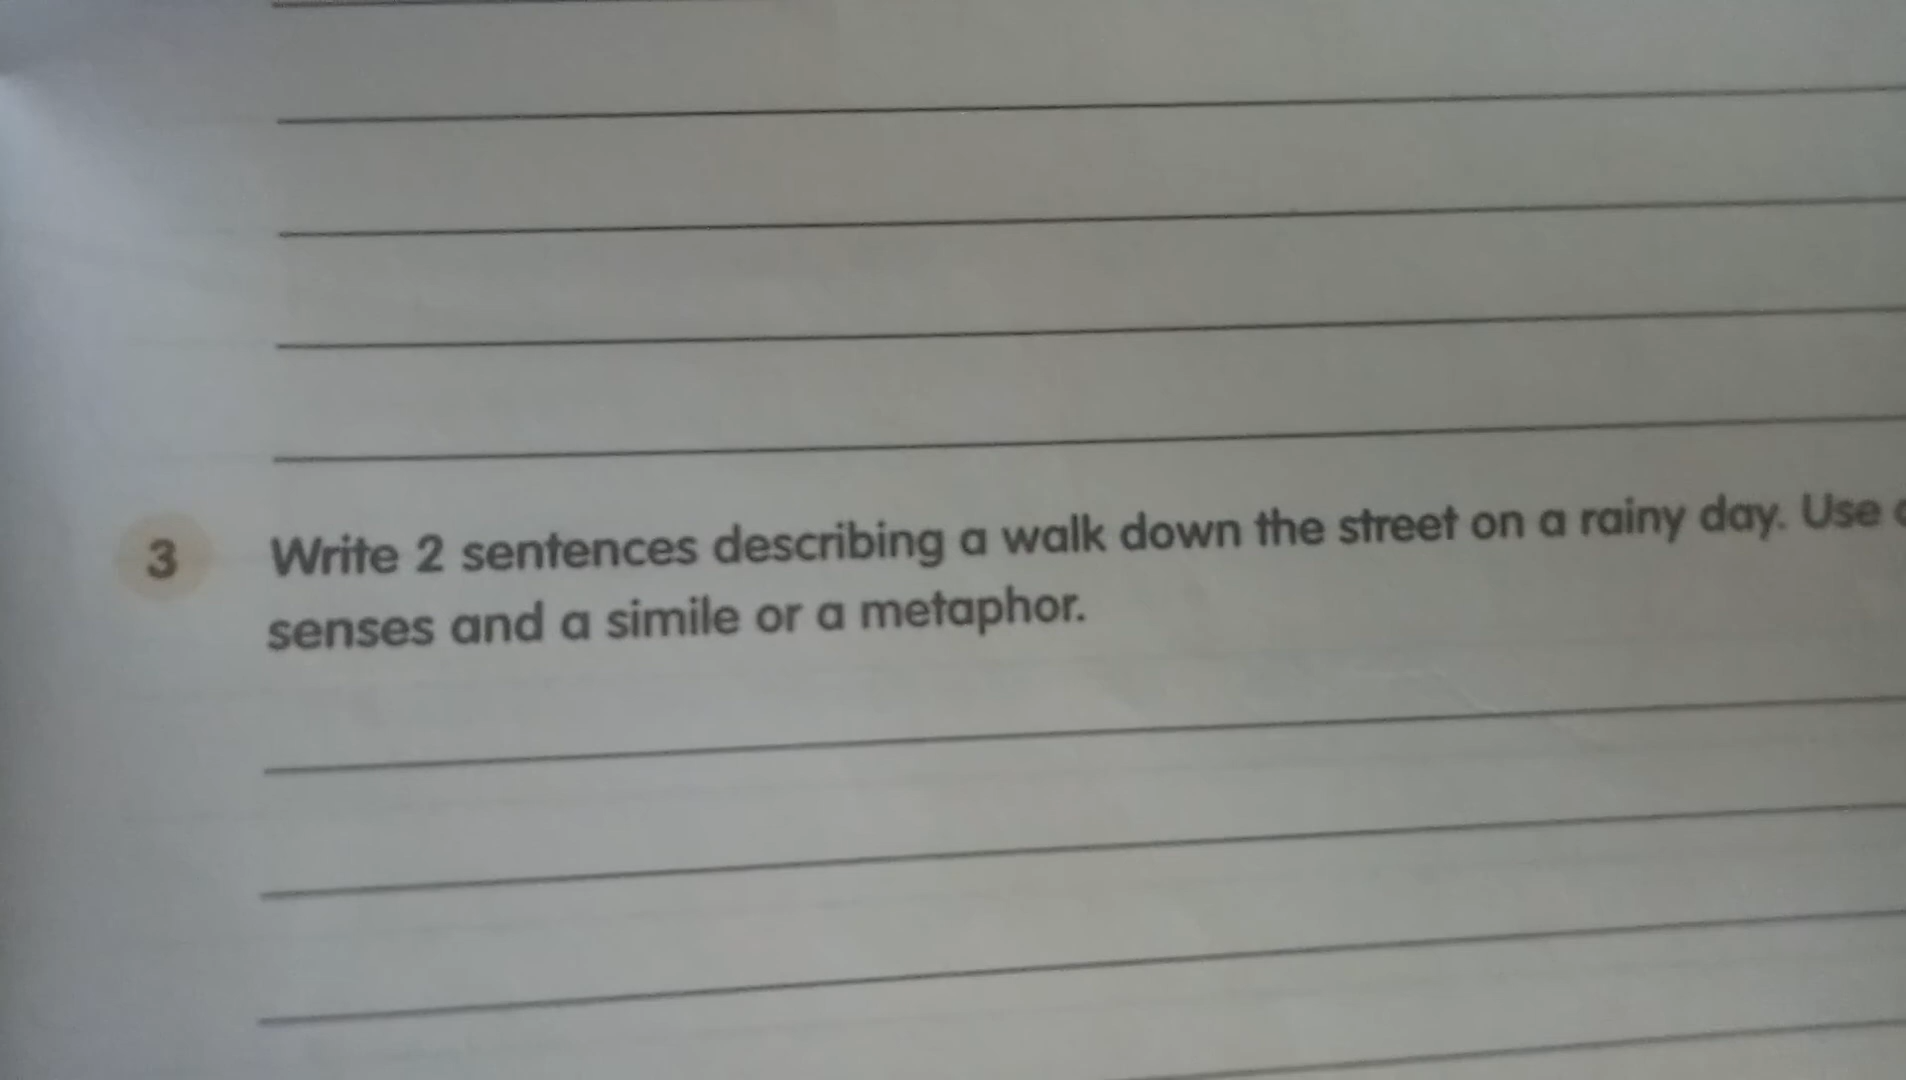 3 Write 2 sentences describing a walk down the street on a rainy day. Use
senses and a simile or a metaphor.